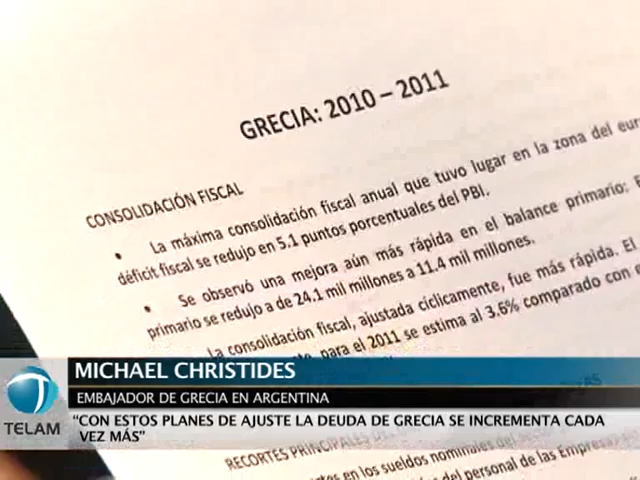 GRECIA: 2010 – 2011
CONSOLIDACIÓN FISCAL
• La máxima consolidación fiscal anual que tuvo lugar en la zona del eur
déficit fiscal se redujo en 5.1 puntos porcentuales del PBI.
• Se observó una mejora aún más rápida en el balance primario: E
primario se redujo a de 24.1 mil millones a 11.4 mil millones.
La consolidación fiscal, ajustada cíclicamente, fue más rápida. El
para el 2011 se estima al 3.6% comparado con e
MICHAEL CHRISTIDES
EMBAJADOR DE GRECIA EN ARGENTINA
TELAM
“CON ESTOS PLANES DE AJUSTE LA DEUDA DE GRECIA SE INCREMENTA CADA
VEZ MÁS”
RECORTES PRINCIPALES
en los sueldos nominales del
del personal de las Empresas